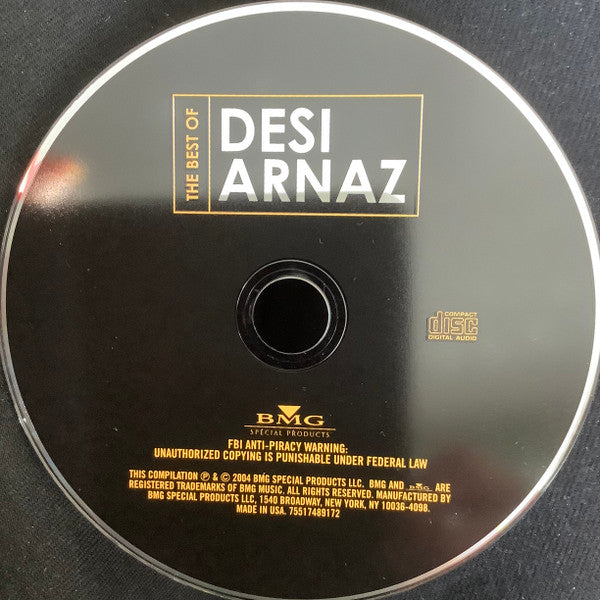 THE BEST OF
DESI
ARNAZ
COMPACT
disc
DIGITAL AUDIO
BMG
SPECIAL PRODUCTS
FBI ANTI-PIRACY WARNING:
UNAUTHORIZED COPYING IS PUNISHABLE UNDER FEDERAL LAW
THIS COMPILATION ℗ & © 2004 BMG SPECIAL PRODUCTS LLC. BMG AND BMG ARE
REGISTERED TRADEMARKS OF BMG MUSIC. ALL RIGHTS RESERVED. MANUFACTURED BY
BMG SPECIAL PRODUCTS LLC, 1540 BROADWAY, NEW YORK, NY 10036-4098.
MADE IN USA. 75517489172